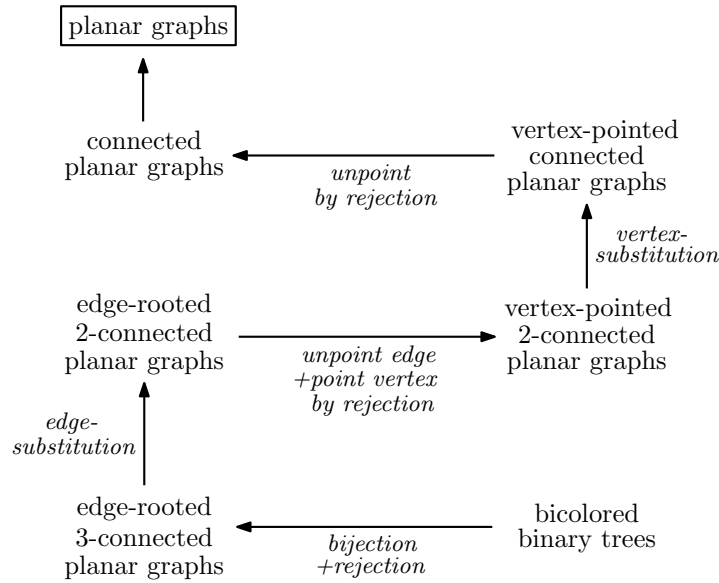 planar graphs
connected
planar graphs
unpoint
by rejection
vertex-pointed
connected
planar graphs
vertex-
substitution
edge-rooted
2-connected
planar graphs
unpoint edge
+point vertex
by rejection
vertex-pointed
2-connected
planar graphs
edge-
substitution
edge-rooted
3-connected
planar graphs
bijection
+rejection
bicolored
binary trees